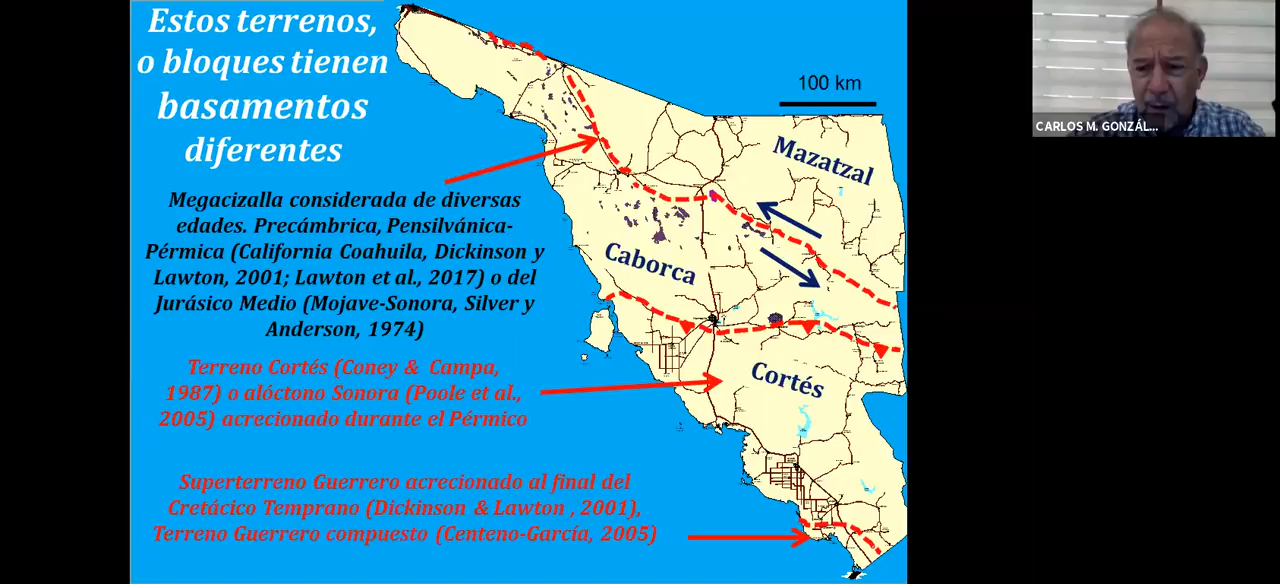 Estos terrenos,
o bloques tienen
basamentos
diferentes
100 km
CARLOS M. GONZÁL...
Mazatzal
Megacizalla considerada de diversas
edades. Precámbrica, Pensilvánica-
Pérmica (California Coahuila, Dickinson y
Lawton, 2001; Lawton et al., 2017) o del
Jurásico Medio (Mojave-Sonora, Silver y
Anderson, 1974)
Caborca
Terreno Cortés (Coney & Campa,
1987) o alóctono Sonora (Poole et al.,
2005) acrecionado durante el Pérmico
Cortés
Superterreno Guerrero acrecionado al final del
Cretácico Temprano (Dickinson & Lawton , 2001),
Terreno Guerrero compuesto (Centeno-García, 2005)